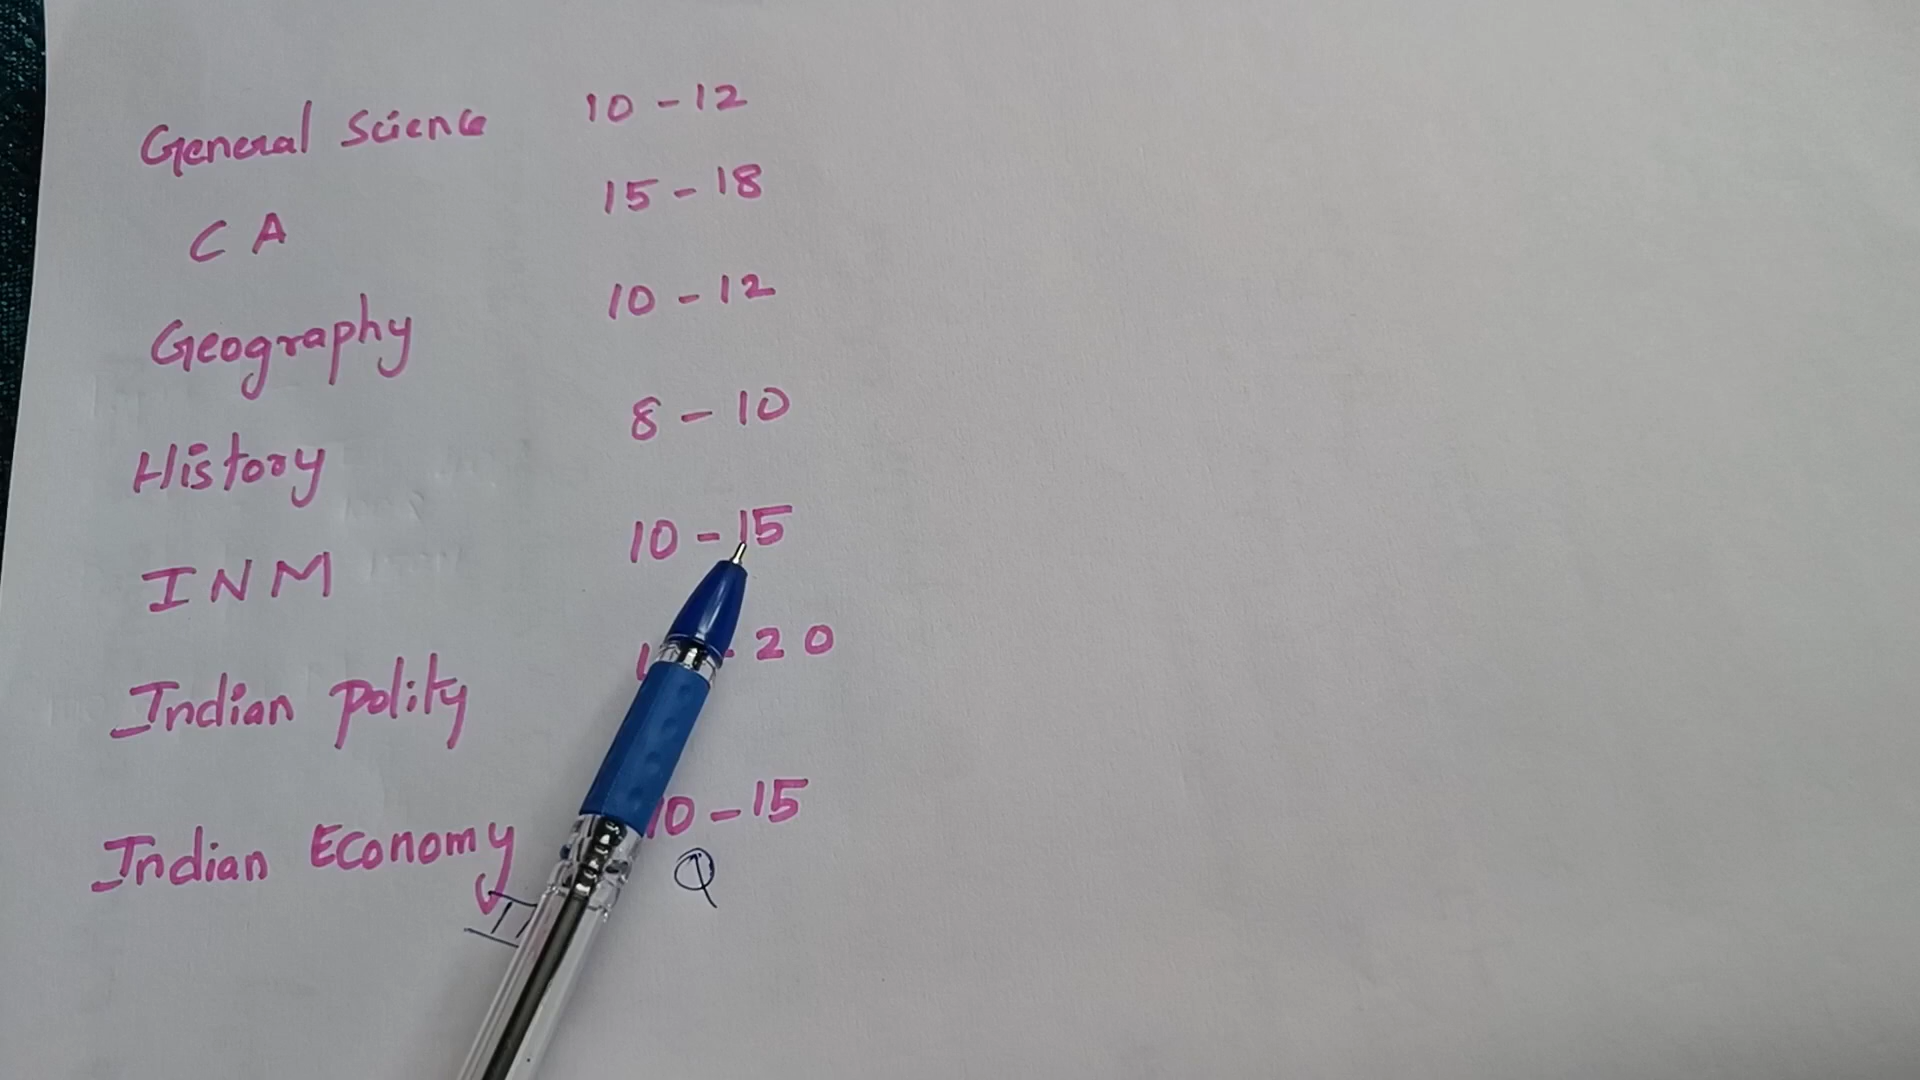 General Science 10 - 12
C A 15 - 18
Geography 10 - 12
History 8 - 10
INM 10 - 15
Indian Polity - 20
Indian Economy 10 - 15